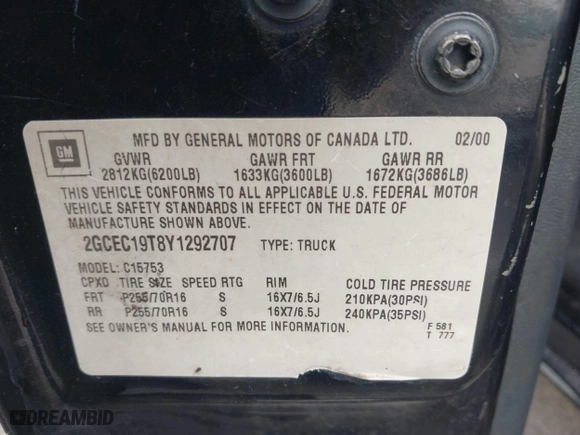 GM
MFD BY GENERAL MOTORS OF CANADA LTD. 02/00
GVWR GAWR FRT GAWR RR
2812KG(6200LB) 1633KG(3600LB) 1672KG(3686LB)
THIS VEHICLE CONFORMS TO ALL APPLICABLE U.S. FEDERAL MOTOR
VEHICLE SAFETY STANDARDS IN EFFECT ON THE DATE OF
MANUFACTURE SHOWN ABOVE.
2GCEC19T8Y1292707 TYPE: TRUCK
MODEL: C15753
CPXD TIRE SIZE SPEED RTG RIM COLD TIRE PRESSURE
FRT P255/70R16 S 16X7/6.5J 210KPA(30PSI)
RR P255/70R16 S 16X7/6.5J 240KPA(35PSI)
SEE OWNER'S MANUAL FOR MORE INFORMATION. F 581
T 777
DREAMBID